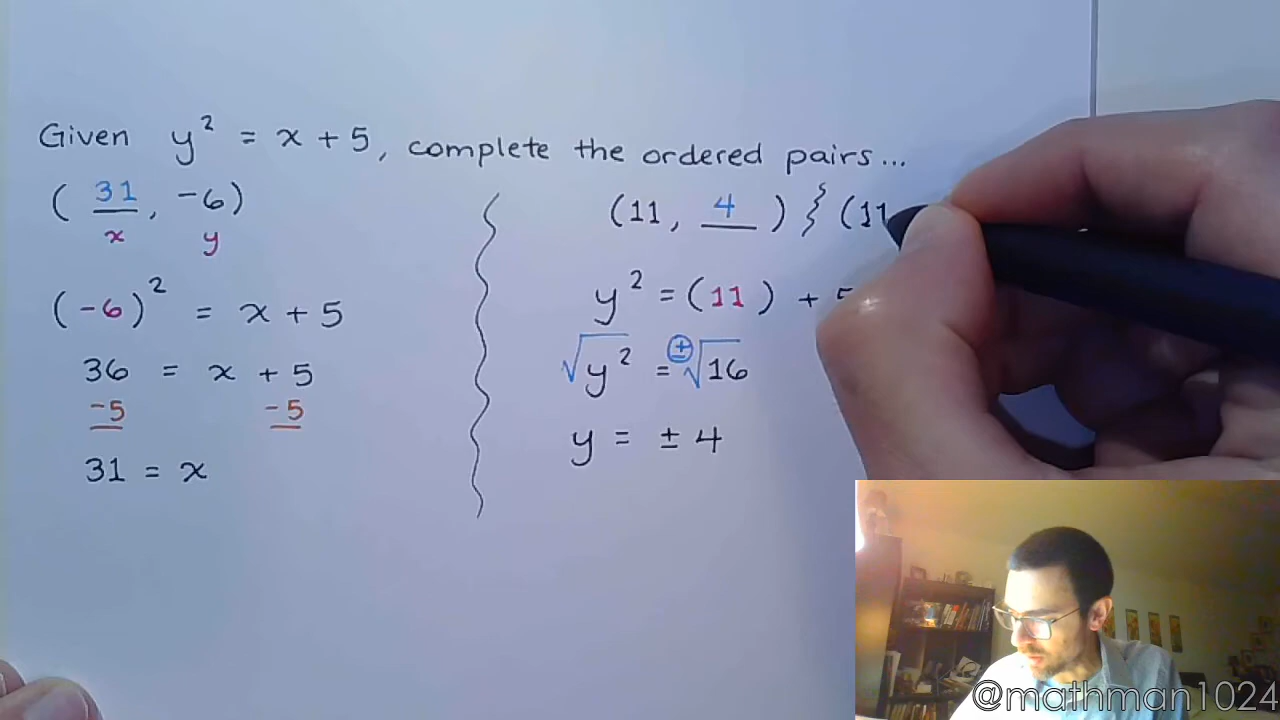 Given y² = x + 5, complete the ordered pairs...
( 31 , -6)
x y
(-6)² = x + 5
36 = x + 5
-5 -5
31 = x
(11, 4 ) } (11
y² = (11) + 5
√y² = ±√16
y = ± 4
@mathman1024